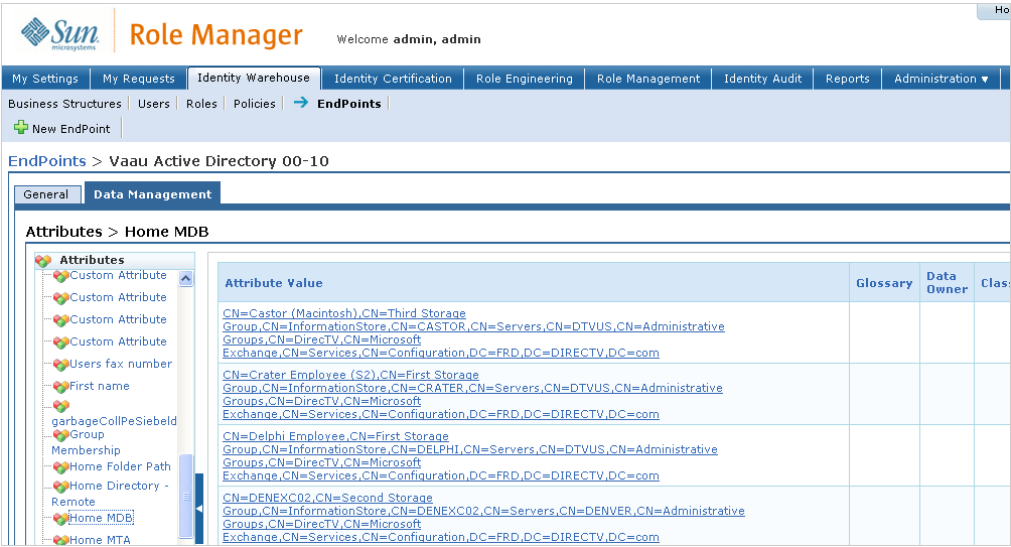 Ho
Sun
microsystems
Role Manager
Welcome admin, admin
My Settings My Requests Identity Warehouse Identity Certification Role Engineering Role Management Identity Audit Reports Administration ▼
Business Structures Users Roles Policies → EndPoints
New EndPoint
EndPoints > Vaau Active Directory 00-10
General Data Management
Attributes > Home MDB
Attributes
Custom Attribute
Custom Attribute
Custom Attribute
Custom Attribute
Users fax number
First name
garbageCollPeSiebeld
Group
Membership
Home Folder Path
Home Directory -
Remote
Home MDB
Home MTA
Attribute Value Glossary Data Owner Clas
CN=Castor (Macintosh),CN=Third Storage
Group,CN=InformationStore,CN=CASTOR,CN=Servers,CN=DTVUS,CN=Administrative
Groups,CN=DirecTV,CN=Microsoft
Exchange,CN=Services,CN=Configuration,DC=FRD,DC=DIRECTV,DC=com
CN=Crater Employee (S2),CN=First Storage
Group,CN=InformationStore,CN=CRATER,CN=Servers,CN=DTVUS,CN=Administrative
Groups,CN=DirecTV,CN=Microsoft
Exchange,CN=Services,CN=Configuration,DC=FRD,DC=DIRECTV,DC=com
CN=Delphi Employee,CN=First Storage
Group,CN=InformationStore,CN=DELPHI,CN=Servers,CN=DTVUS,CN=Administrative
Groups,CN=DirecTV,CN=Microsoft
Exchange,CN=Services,CN=Configuration,DC=FRD,DC=DIRECTV,DC=com
CN=DENEXC02,CN=Second Storage
Group,CN=InformationStore,CN=DENEXC02,CN=Servers,CN=DENVER,CN=Administrative
Groups,CN=DirecTV,CN=Microsoft
Exchange,CN=Services,CN=Configuration,DC=FRD,DC=DIRECTV,DC=com